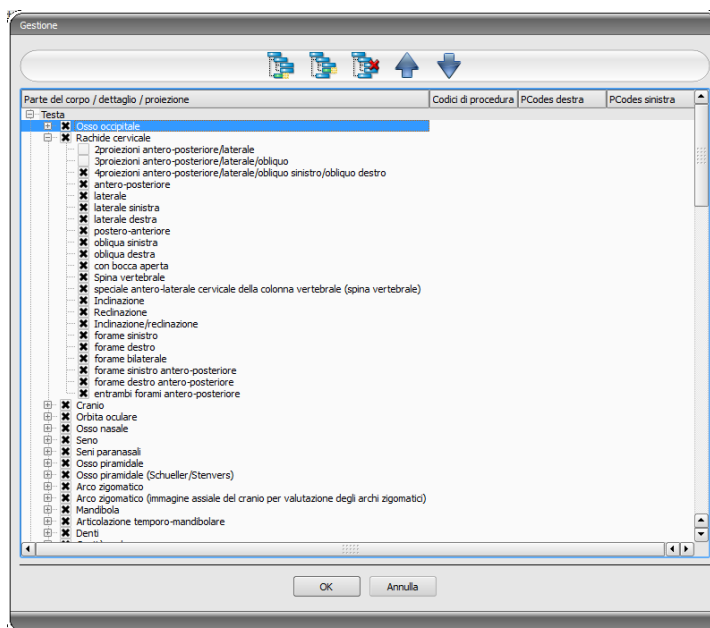 Gestione
Parte del corpo / dettaglio / proiezione Codici di procedura PCodes destra PCodes sinistra
Testa
Osso occipitale
Rachide cervicale
2proiezioni antero-posteriore/laterale
3proiezioni antero-posteriore/laterale/obliquo
4proiezioni antero-posteriore/laterale/obliquo sinistro/obliquo destro
antero-posteriore
laterale
laterale sinistra
laterale destra
postero-anteriore
obliqua sinistra
obliqua destra
con bocca aperta
Spina vertebrale
speciale antero-laterale cervicale della colonna vertebrale (spina vertebrale)
Inclinazione
Reclinazione
Inclinazione/reclinazione
forame sinistro
forame destro
forame bilaterale
forame sinistro antero-posteriore
forame destro antero-posteriore
entrambi forami antero-posteriore
Cranio
Orbita oculare
Osso nasale
Seno
Seni paranasali
Osso piramidale
Osso piramidale (Schueller/Stenvers)
Arco zigomatico
Arco zigomatico (immagine assiale del cranio per valutazione degli archi zigomatici)
Mandibola
Articolazione temporo-mandibolare
Denti
OK Annulla